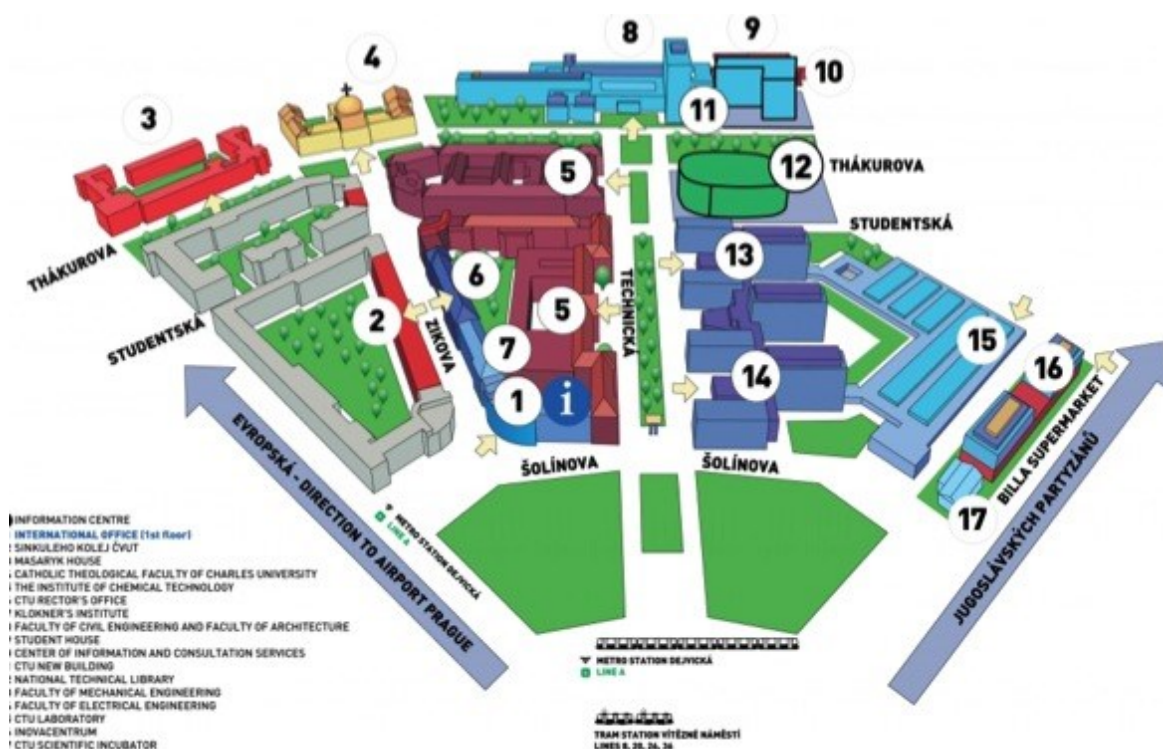 8
9
10
4
3
11
5
12
THÁKUROVA
STUDENTSKÁ
THÁKUROVA
STUDENTSKÁ
2
ZIKOVA
6
5
7
1
i
TECHNICKÁ
13
14
15
16
17
BILLA SUPERMARKET
ŠOLÍNOVA
ŠOLÍNOVA
EVROPSKÁ - DIRECTION TO AIRPORT PRAGUE
JUGOSLÁVSKÝCH PARTYZÁNŮ
METRO STATION DEJVICKÁ
LINE A
INFORMATION CENTRE
INTERNATIONAL OFFICE (1st floor)
SINKULEHO KOLEJ ČVUT
MASARYK HOUSE
CATHOLIC THEOLOGICAL FACULTY OF CHARLES UNIVERSITY
THE INSTITUTE OF CHEMICAL TECHNOLOGY
CTU RECTOR'S OFFICE
KLOKNER'S INSTITUTE
FACULTY OF CIVIL ENGINEERING AND FACULTY OF ARCHITECTURE
STUDENT HOUSE
CENTER OF INFORMATION AND CONSULTATION SERVICES
CTU NEW BUILDING
NATIONAL TECHNICAL LIBRARY
FACULTY OF MECHANICAL ENGINEERING
FACULTY OF ELECTRICAL ENGINEERING
CTU LABORATORY
INOVACENTRUM
CTU SCIENTIFIC INCUBATOR
METRO STATION DEJVICKÁ
LINE A
TRAM STATION VÍTĚZNÉ NÁMĚSTÍ
LINES 8, 20, 26, 36